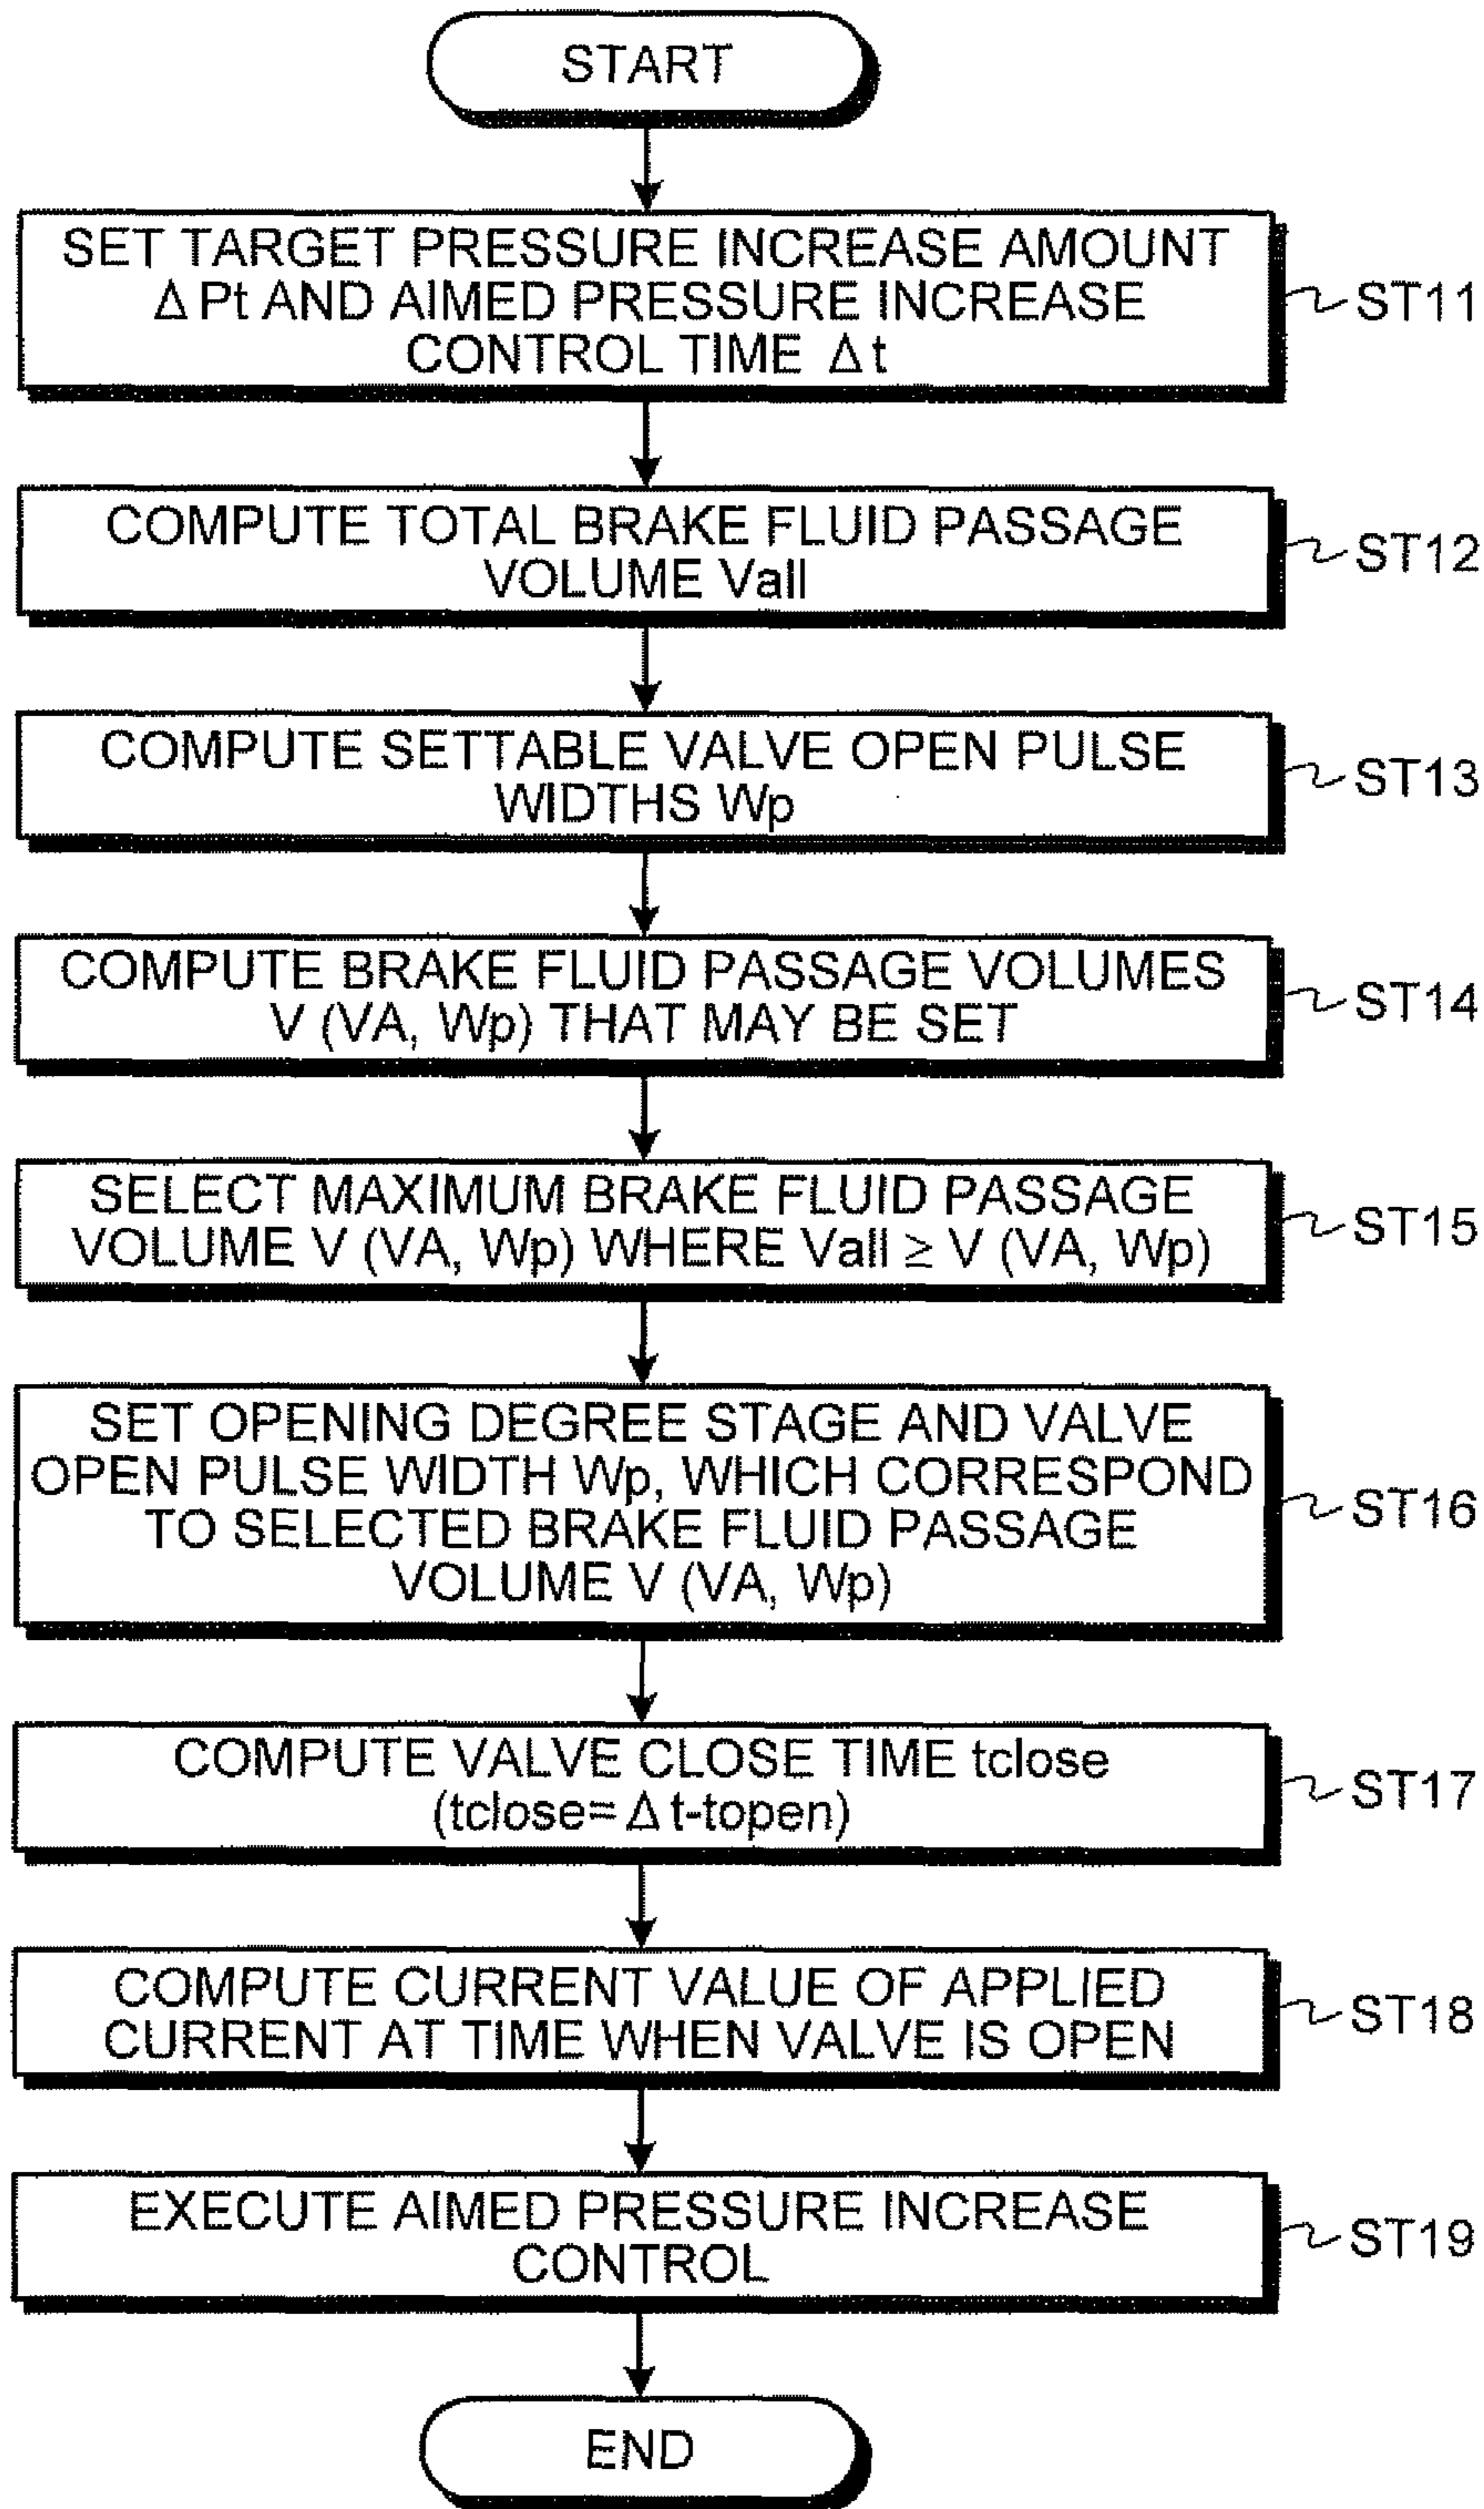 START
SET TARGET PRESSURE INCREASE AMOUNT
Δ Pt AND AIMED PRESSURE INCREASE
CONTROL TIME Δt
ST11
COMPUTE TOTAL BRAKE FLUID PASSAGE
VOLUME Vall
ST12
COMPUTE SETTABLE VALVE OPEN PULSE
WIDTHS Wp
ST13
COMPUTE BRAKE FLUID PASSAGE VOLUMES
V (VA, Wp) THAT MAY BE SET
ST14
SELECT MAXIMUM BRAKE FLUID PASSAGE
VOLUME V (VA, Wp) WHERE Vall ≥ V (VA, Wp)
ST15
SET OPENING DEGREE STAGE AND VALVE
OPEN PULSE WIDTH Wp, WHICH CORRESPOND
TO SELECTED BRAKE FLUID PASSAGE
VOLUME V (VA, Wp)
ST16
COMPUTE VALVE CLOSE TIME tclose
(tclose=Δt-topen)
ST17
COMPUTE CURRENT VALUE OF APPLIED
CURRENT AT TIME WHEN VALVE IS OPEN
ST18
EXECUTE AIMED PRESSURE INCREASE
CONTROL
ST19
END